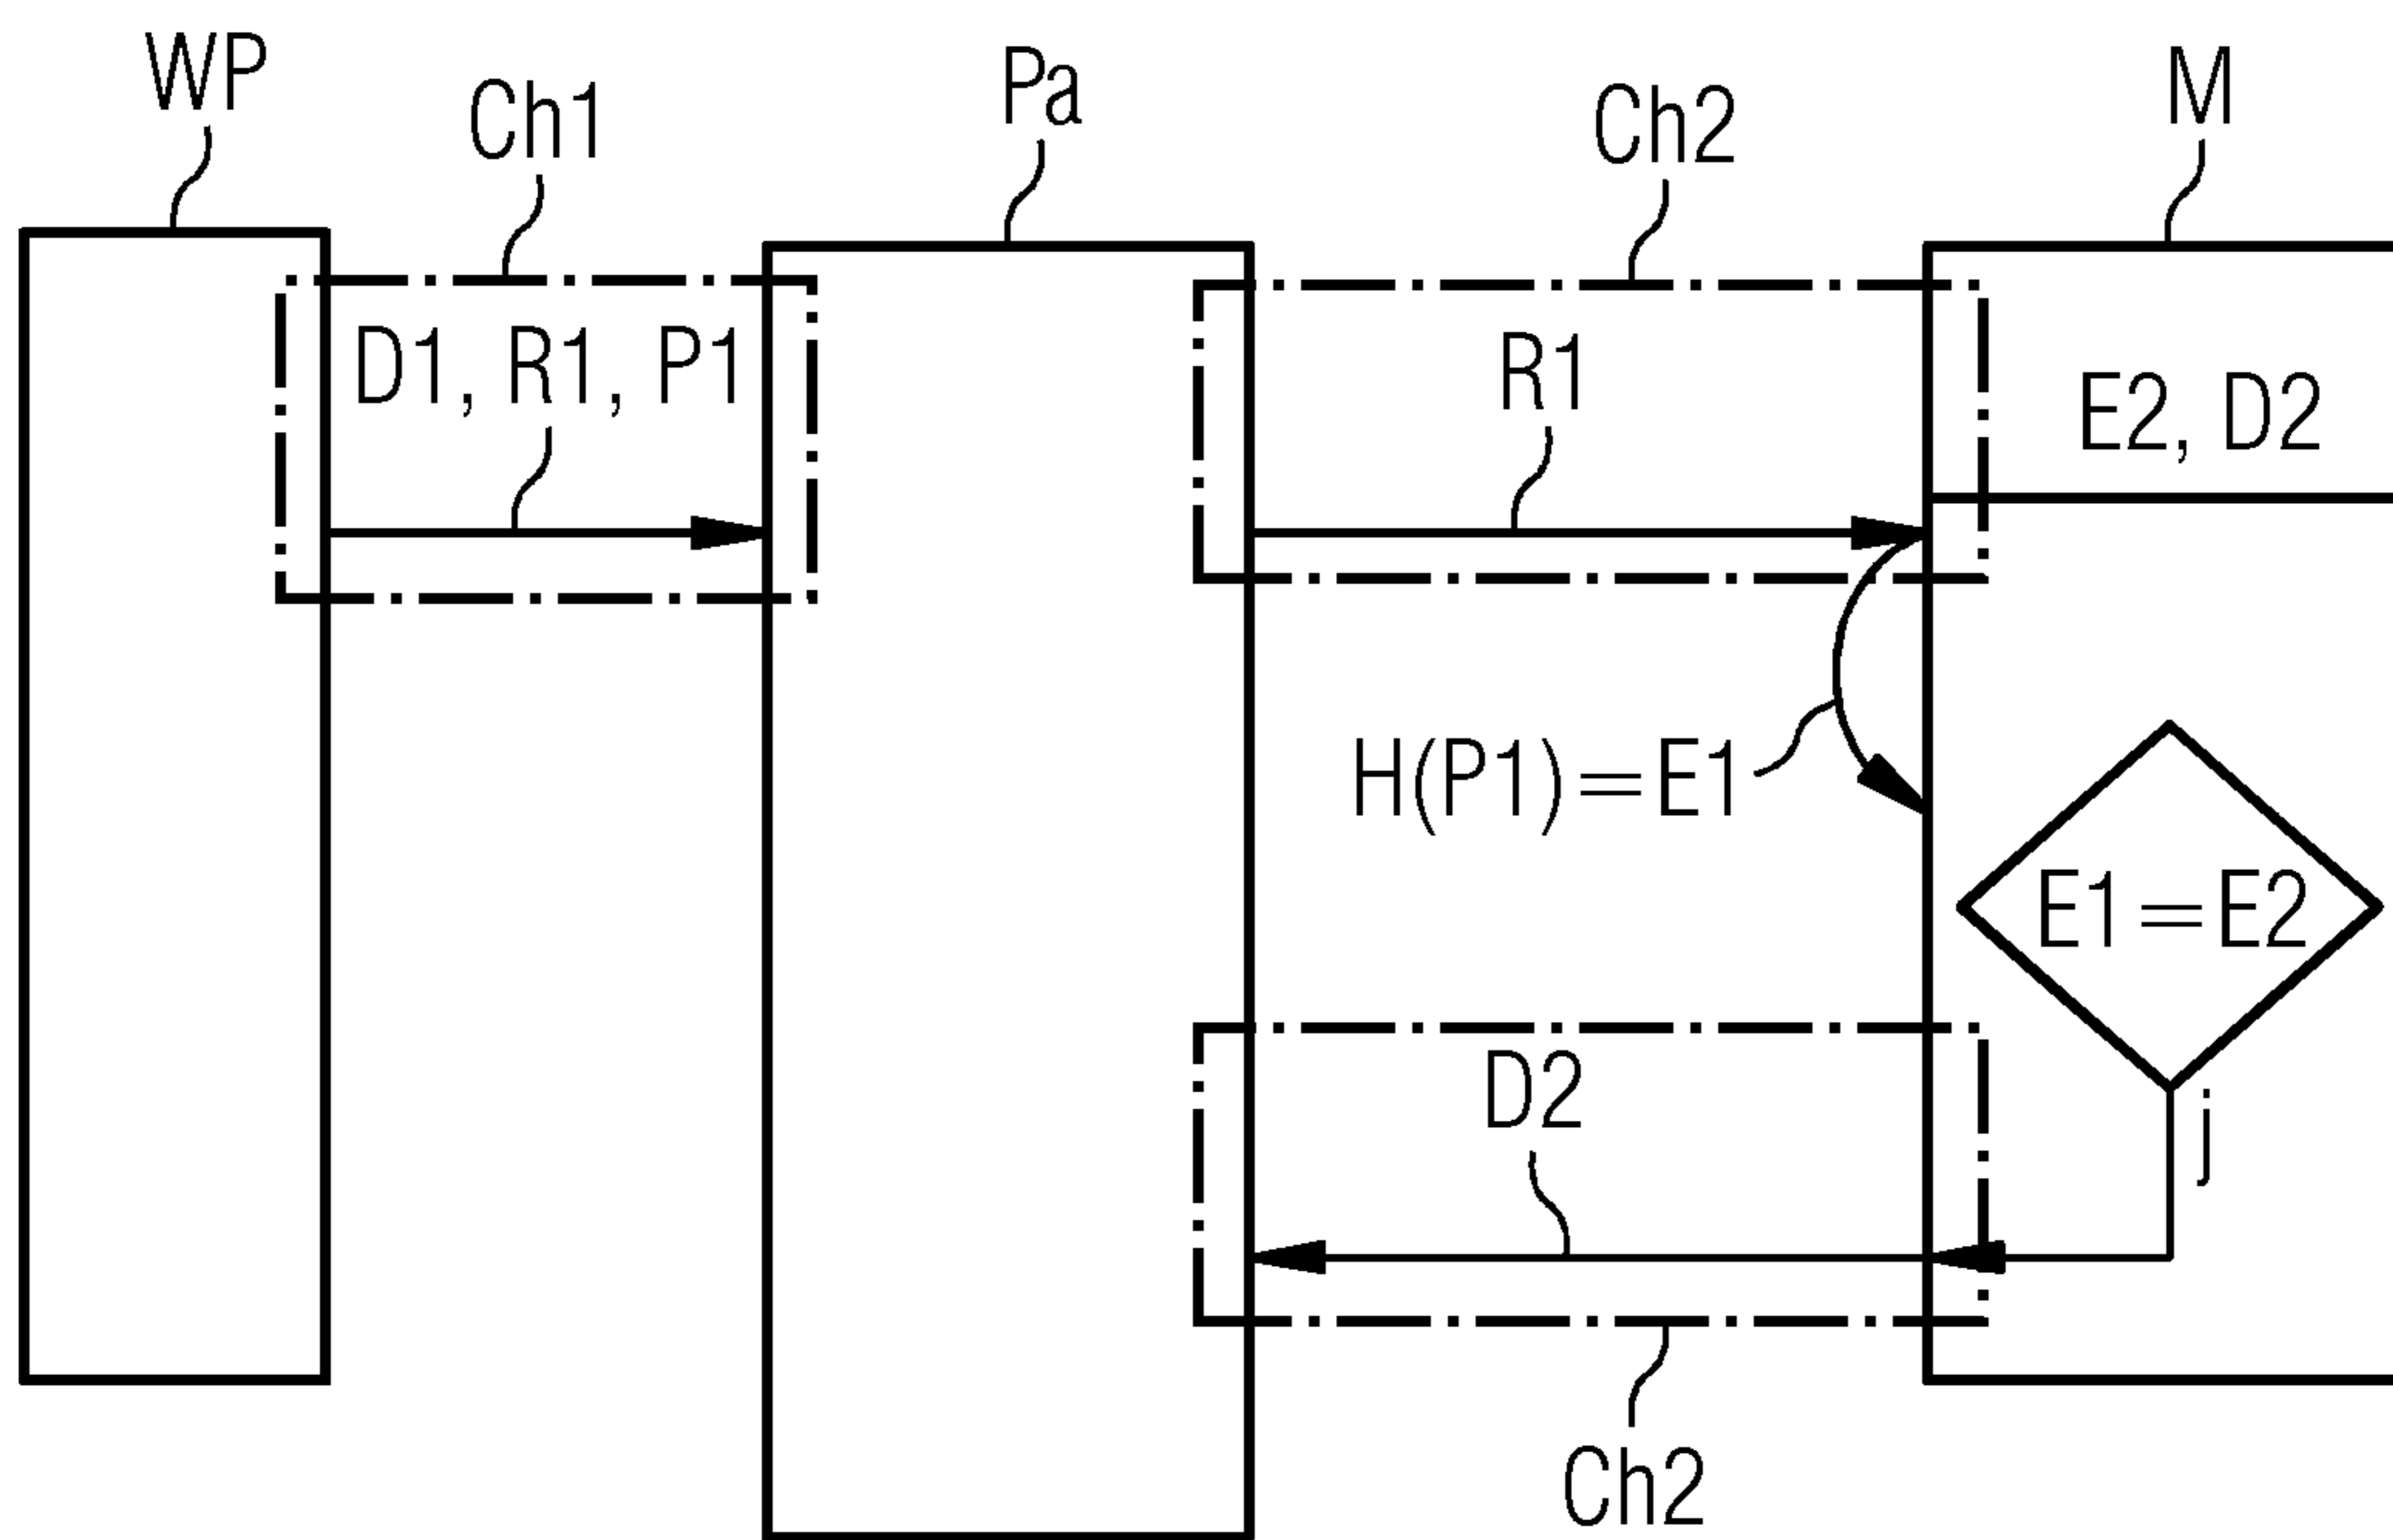 WP
Ch1
Pa
Ch2
M
D1, R1, P1
R1
E2, D2
H(P1)=E1
E1=E2
D2
j
Ch2